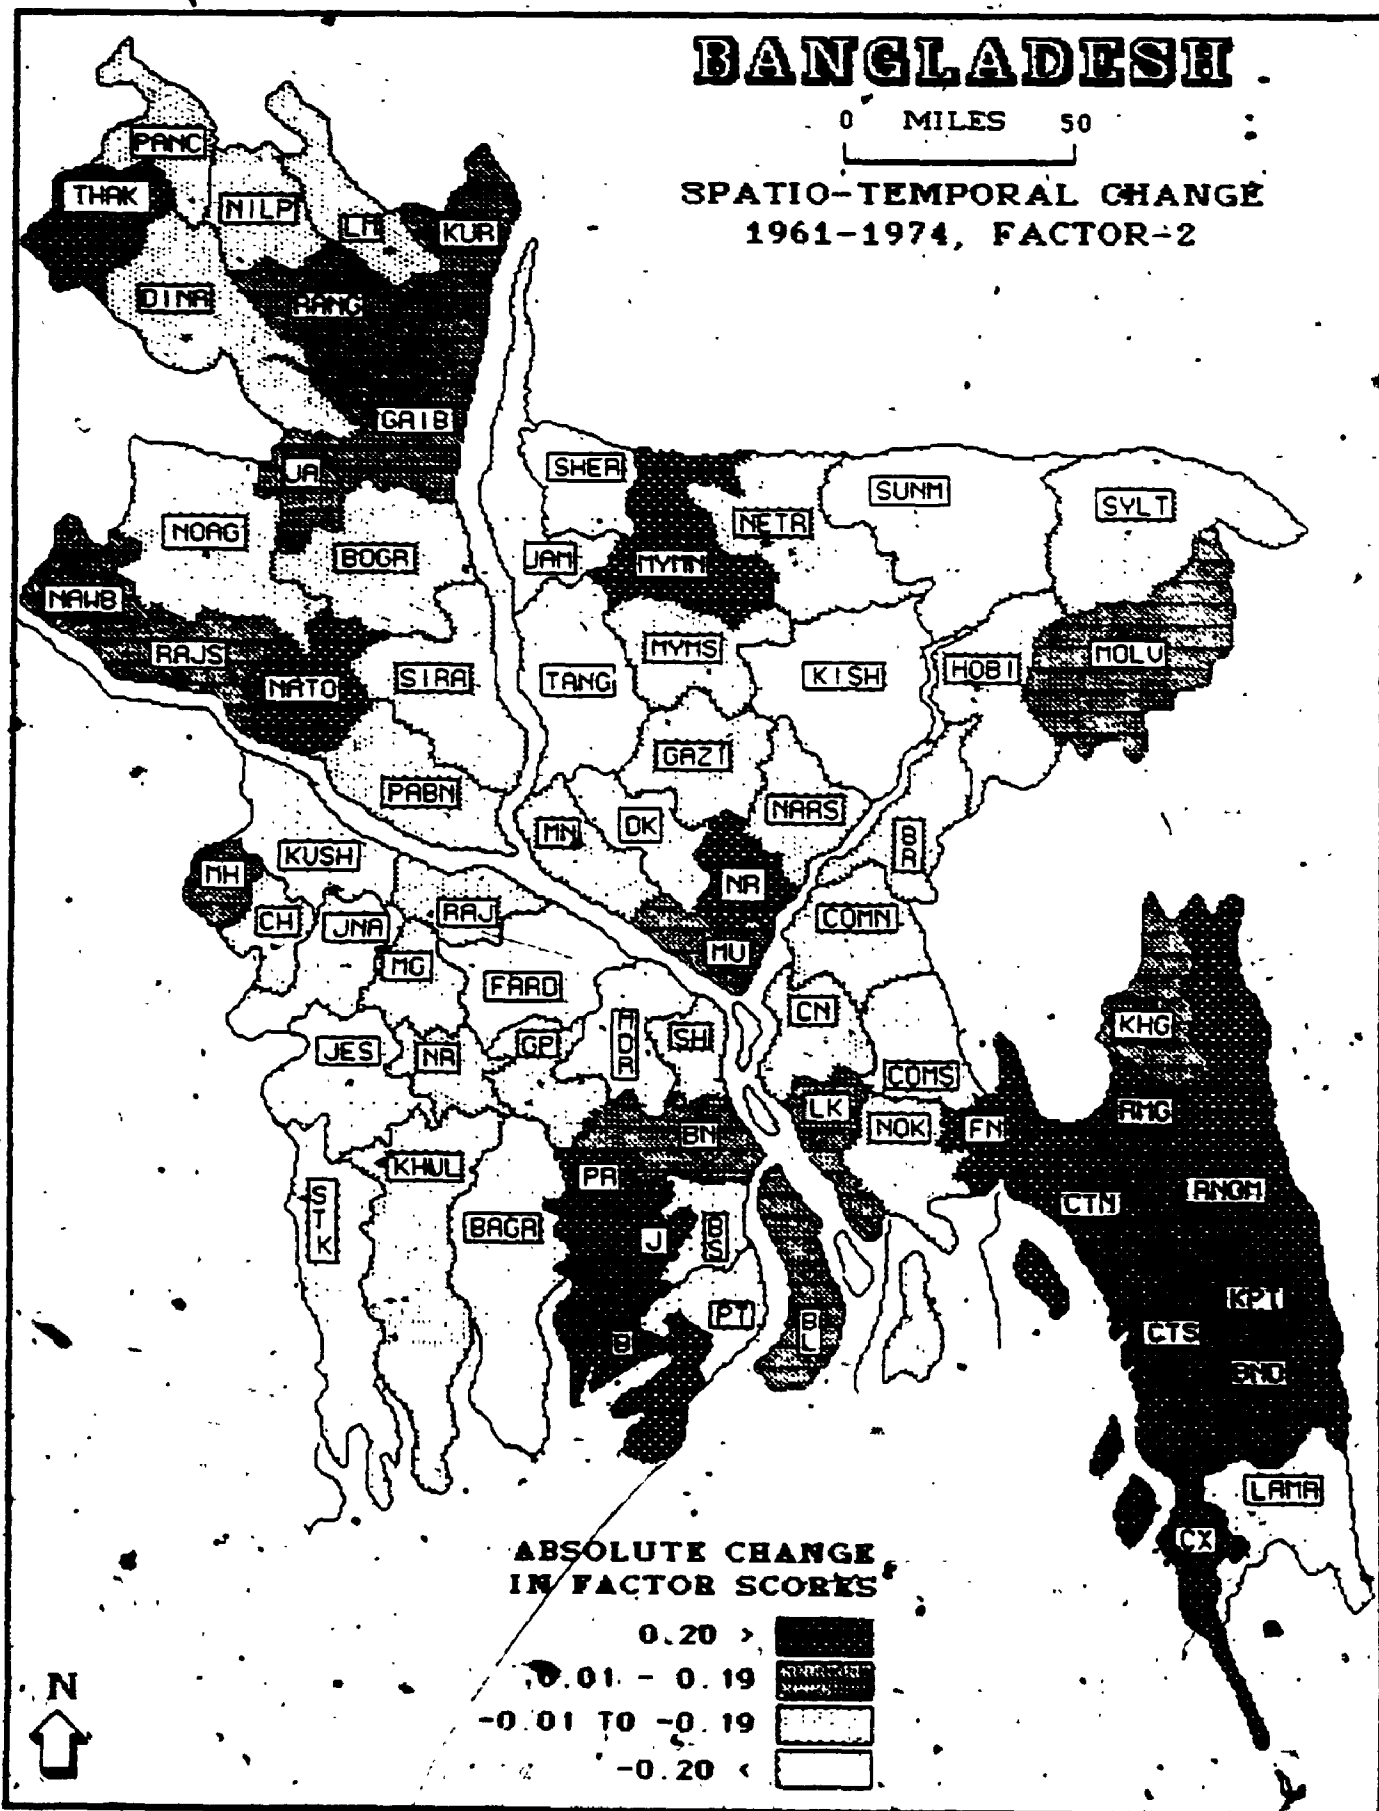 BANGLADESH
0 MILES 50
SPATIO-TEMPORAL CHANGE
1961-1974, FACTOR-2
PANC
THAK
NILP
LA
KUR
DINA
RANG
GAIB
JA
SHER
SUNM
SYLT
NOAG
BOGR
NETR
JAM
MYMN
NAWB
RAJS
NATO
SIRA
TANG
MYMS
KISH
HOBI
MOLV
GAZI
PABN
MN
DK
NARS
BR
KUSH
MH
NR
CH
JNA
RAJ
COMN
MG
FARD
MU
CN
KHG
JES
NR
GP
MDR
SH
COMS
LK
NOK
FN
RMG
BN
KHUL
PR
STK
BAGR
J
BS
CTN
RNGM
PT
BL
B
KPT
CTS
BND
LAMA
CX
ABSOLUTE CHANGE
IN FACTOR SCORES
0.20 >
0.01 - 0.19
-0.01 TO -0.19
-0.20 <
N